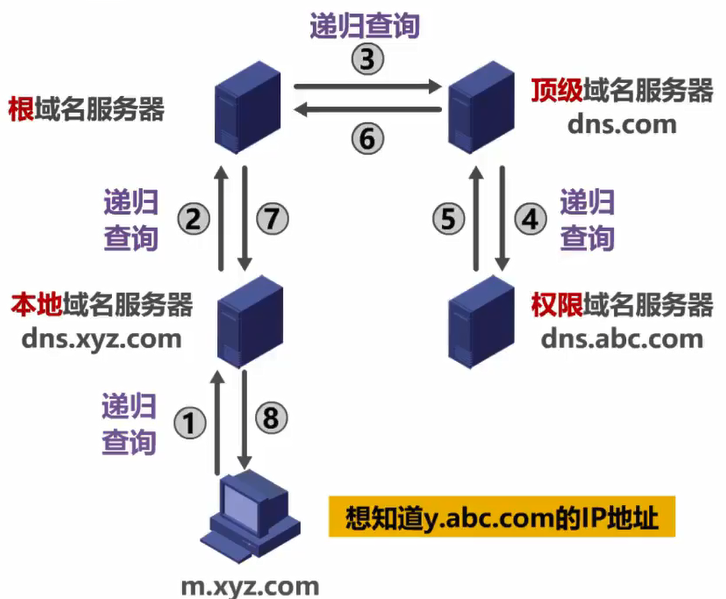 递归查询
③
根域名服务器
顶级域名服务器
dns.com
⑥
递归
查询
②
⑦
⑤
④
递归
查询
本地域名服务器
dns.xyz.com
权限域名服务器
dns.abc.com
递归
查询
①
⑧
想知道y.abc.com的IP地址
m.xyz.com